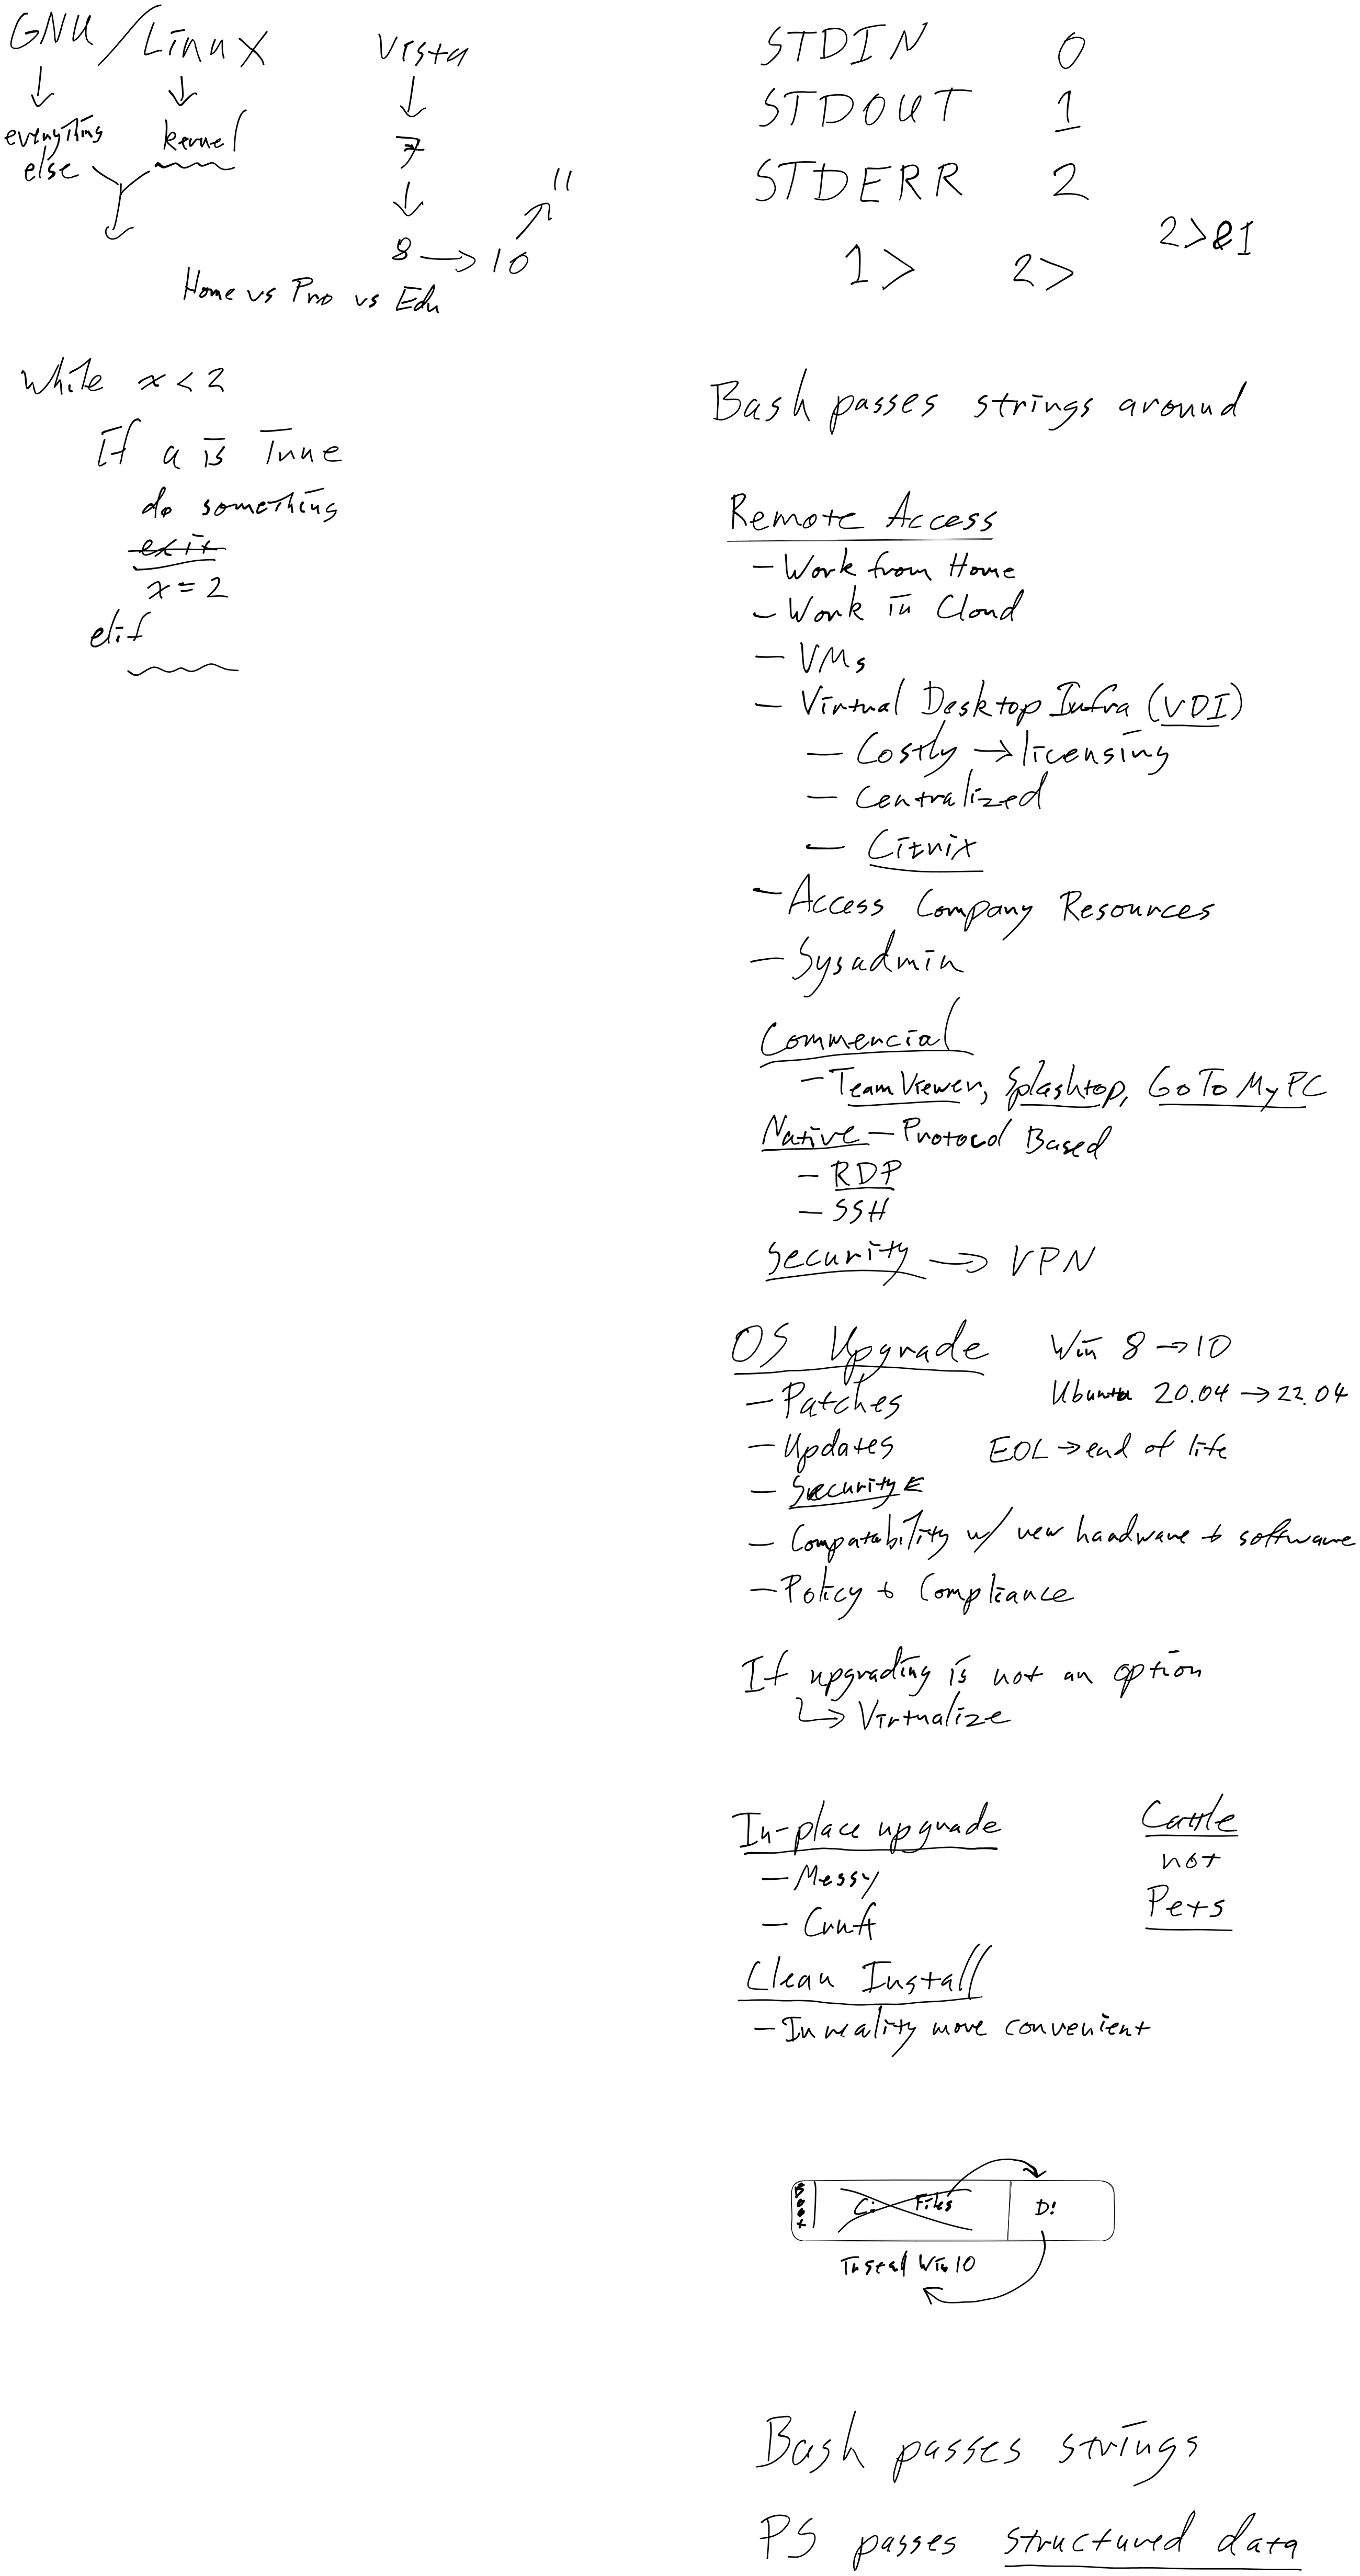 GNU/Linux
everything else
kernel
Vista
7
8 → 10
11
Home vs Pro vs Edu
While x < 2
If a is True
do something
exit
x = 2
elif
STDIN 0
STDOUT 1
STDERR 2
1> 2> 2>&1
Bash passes strings around
Remote Access
- Work from Home
- Work in Cloud
- VMs
- Virtual Desktop Infra (VDI)
- Costly → licensing
- Centralized
- Citrix
- Access Company Resources
- Sysadmin
Commercial
- TeamViewer, Splashtop, GoToMyPC
Native - Protocol Based
- RDP
- SSH
Security → VPN
OS Upgrade Win 8 → 10
- Patches Ubuntu 20.04 → 22.04
- Updates EOL → end of life
- Security ←
- Compatability w/ new hardware + software
- Policy + Compliance
If upgrading is not an option
↳ Virtualize
In-place upgrade
- Messy
- Cruft
Cattle
not
Pets
Clean Install
- In reality more convenient
Boot C: Files D:
Install Win 10
Bash passes strings
PS passes structured data